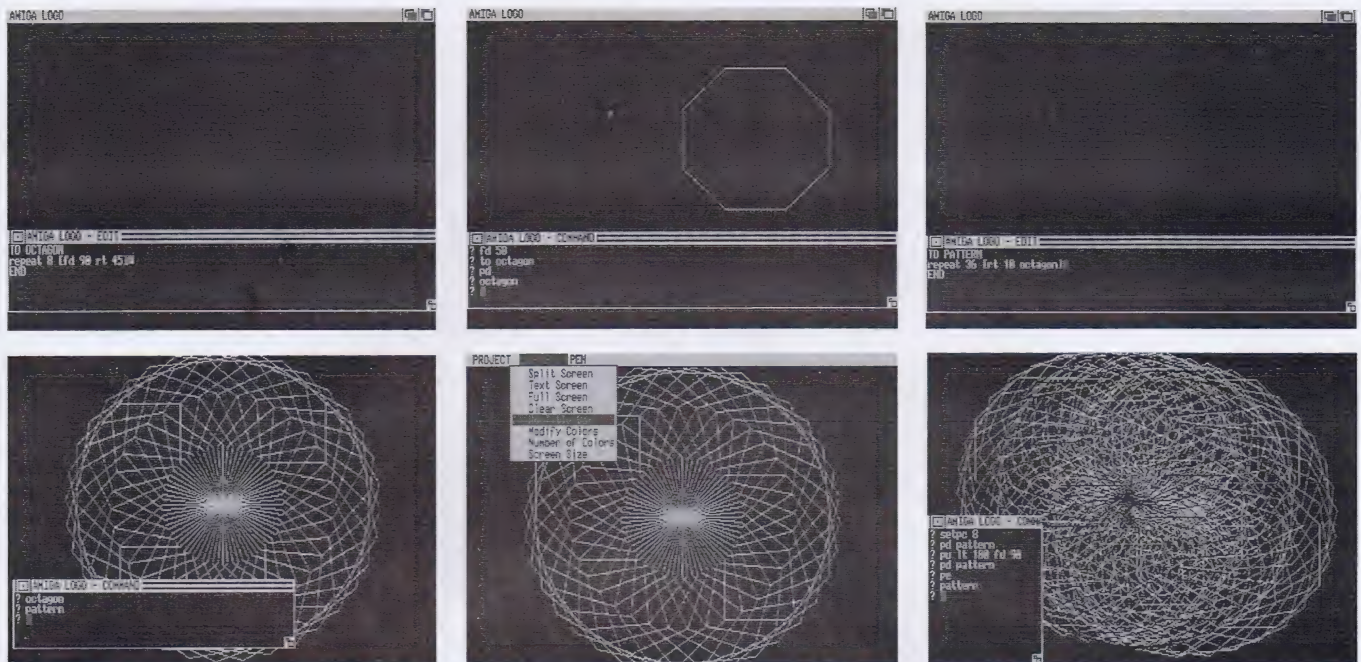 AMIGA LOGO
AMIGA LOGO - EDIT
TO OCTAGON
repeat 8 [fd 90 rt 45]
END
AMIGA LOGO
AMIGA LOGO - COMMAND
? fd 50
? to octagon
? pd
? octagon
?
AMIGA LOGO
AMIGA LOGO - EDIT
TO PATTERN
repeat 36 [rt 10 octagon]
END
AMIGA LOGO - COMMAND
? octagon
? pattern
?
PROJECT PEN
Split Screen
Text Screen
Full Screen
Clear Screen
Modify Colors
Number of Colors
Screen Size
AMIGA LOGO - COMM
? setpc 8
? pd pattern
? pu lt 180 fd 90
? pd pattern
? pe
? pattern
?